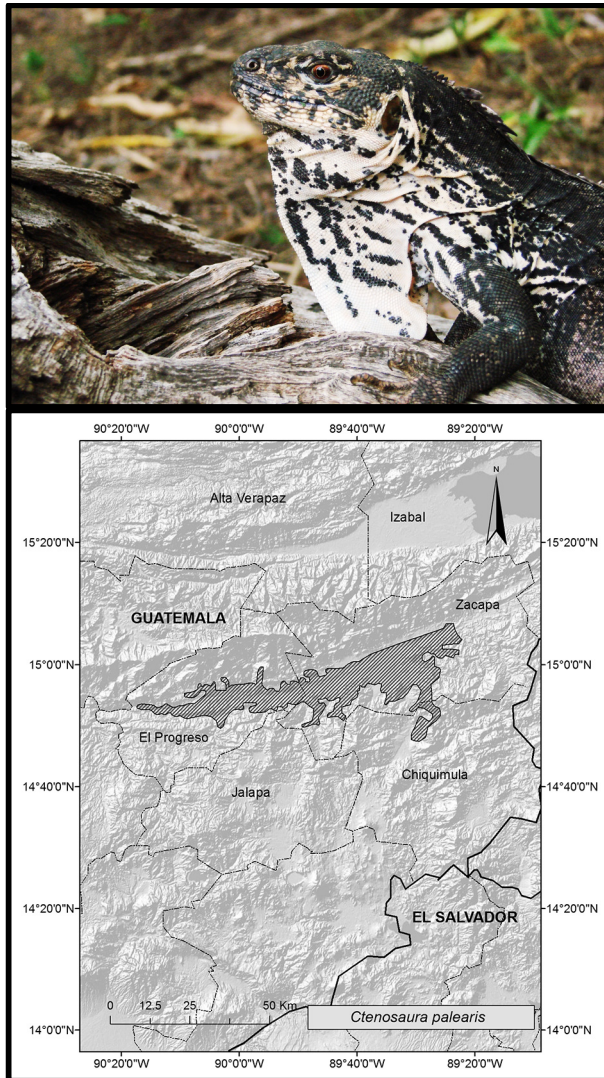 90°20'0"W 90°0'0"W 89°40'0"W 89°20'0"W
N
Alta Verapaz
Izabal
15°20'0"N 15°20'0"N
Zacapa
GUATEMALA
15°00'0"N 15°0'0"N
El Progreso
Chiquimula
14°40'0"N 14°40'0"N
Jalapa
14°20'0"N 14°20'0"N
EL SALVADOR
0 12.5 25 50 Km
Ctenosaura palearis
14°00'0"N 14°0'0"N
90°20'0"W 90°0'0"W 89°40'0"W 89°20'0"W